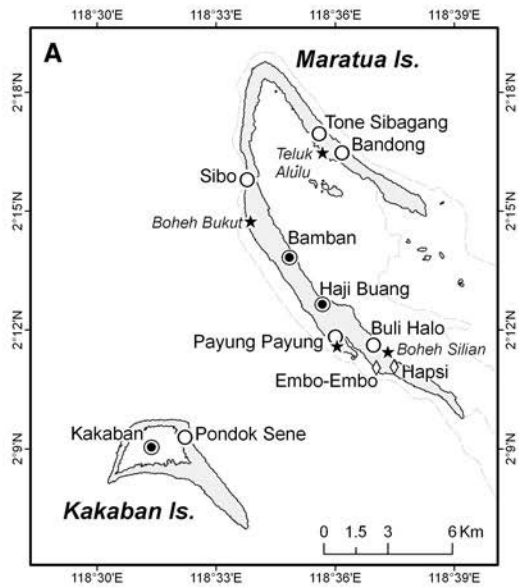 118°30'E 118°33'E 118°36'E 118°39'E
A
Maratua Is.
2°18'N
2°18'N
Tone Sibagang
Teluk
Alulu
Bandong
Sibo
2°15'N
2°15'N
Boheh Bukut
Bamban
Haji Buang
2°12'N
2°12'N
Payung Payung
Buli Halo
Boheh Silian
Embo-Embo
Hapsi
Kakaban
Pondok Sene
2°9'N
2°9'N
Kakaban Is.
0 1.5 3 6 Km
118°30'E 118°33'E 118°36'E 118°39'E